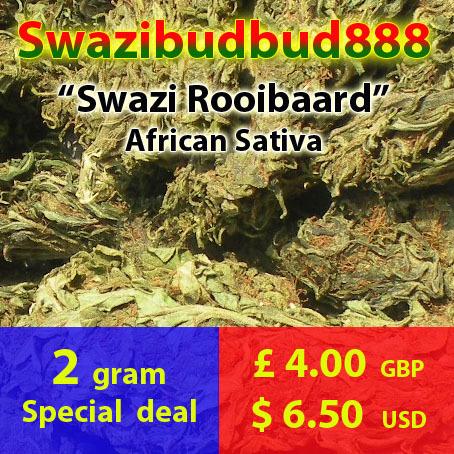 Swazibudbud888
“Swazi Rooibaard”
African Sativa
2 gram
Special deal
£ 4.00 GBP
$ 6.50 USD